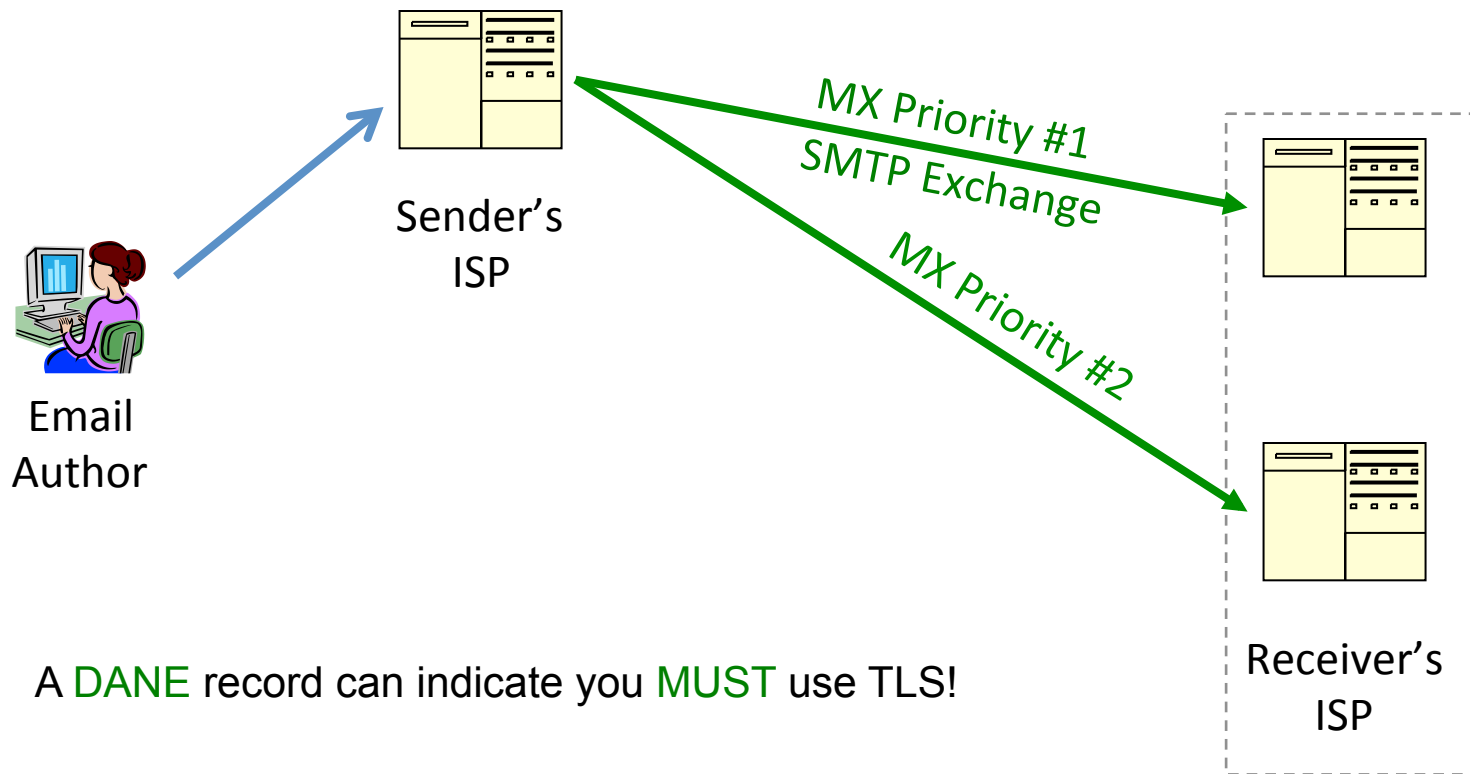 MX Priority #1
SMTP Exchange
Sender’s
ISP
MX Priority #2
Email
Author
Receiver’s
ISP
A DANE record can indicate you MUST use TLS!